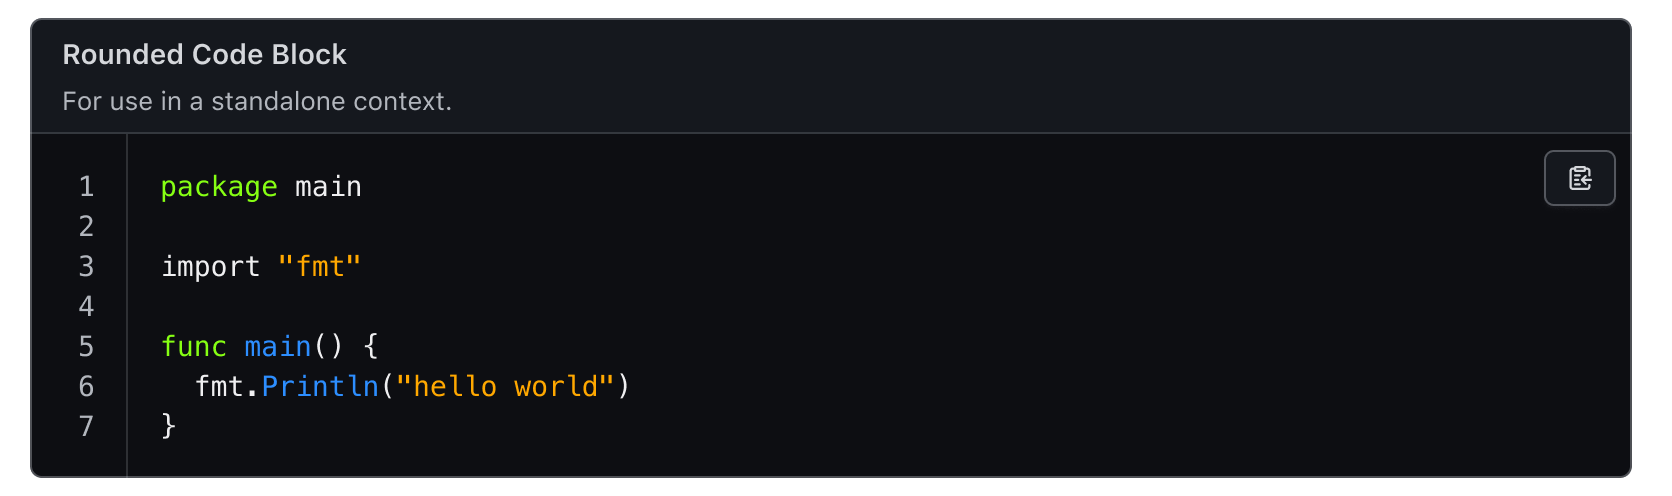 Rounded Code Block
For use in a standalone context.
1 package main
2
3 import "fmt"
4
5 func main() {
6   fmt.Println("hello world")
7 }